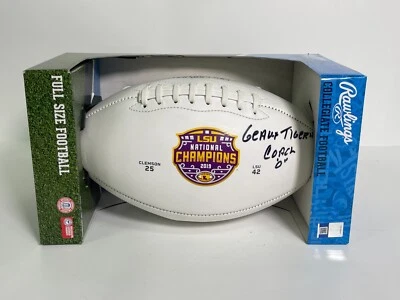 FULL SIZE FOOTBALL
LSU
NATIONAL
CHAMPIONS
2019
CLEMSON
25
LSU
42
GEAUX TIGERS
COACH
"O"
Rawlings
COLLEGIATE FOOTBALL